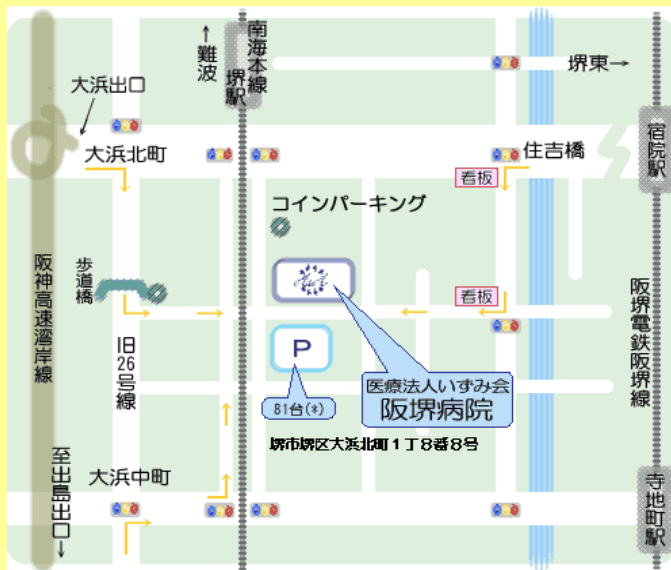 南海本線
堺駅
↑難波
堺東→
大浜出口
大浜北町
住吉橋
宿院駅
看板
コインパーキング
歩道橋
阪神高速湾岸線
看板
阪堺電鉄阪堺線
旧26号線
P
81台(*)
医療法人いずみ会
阪堺病院
堺市堺区大浜北町1丁8番8号
至出島出口↓
大浜中町
寺地町駅